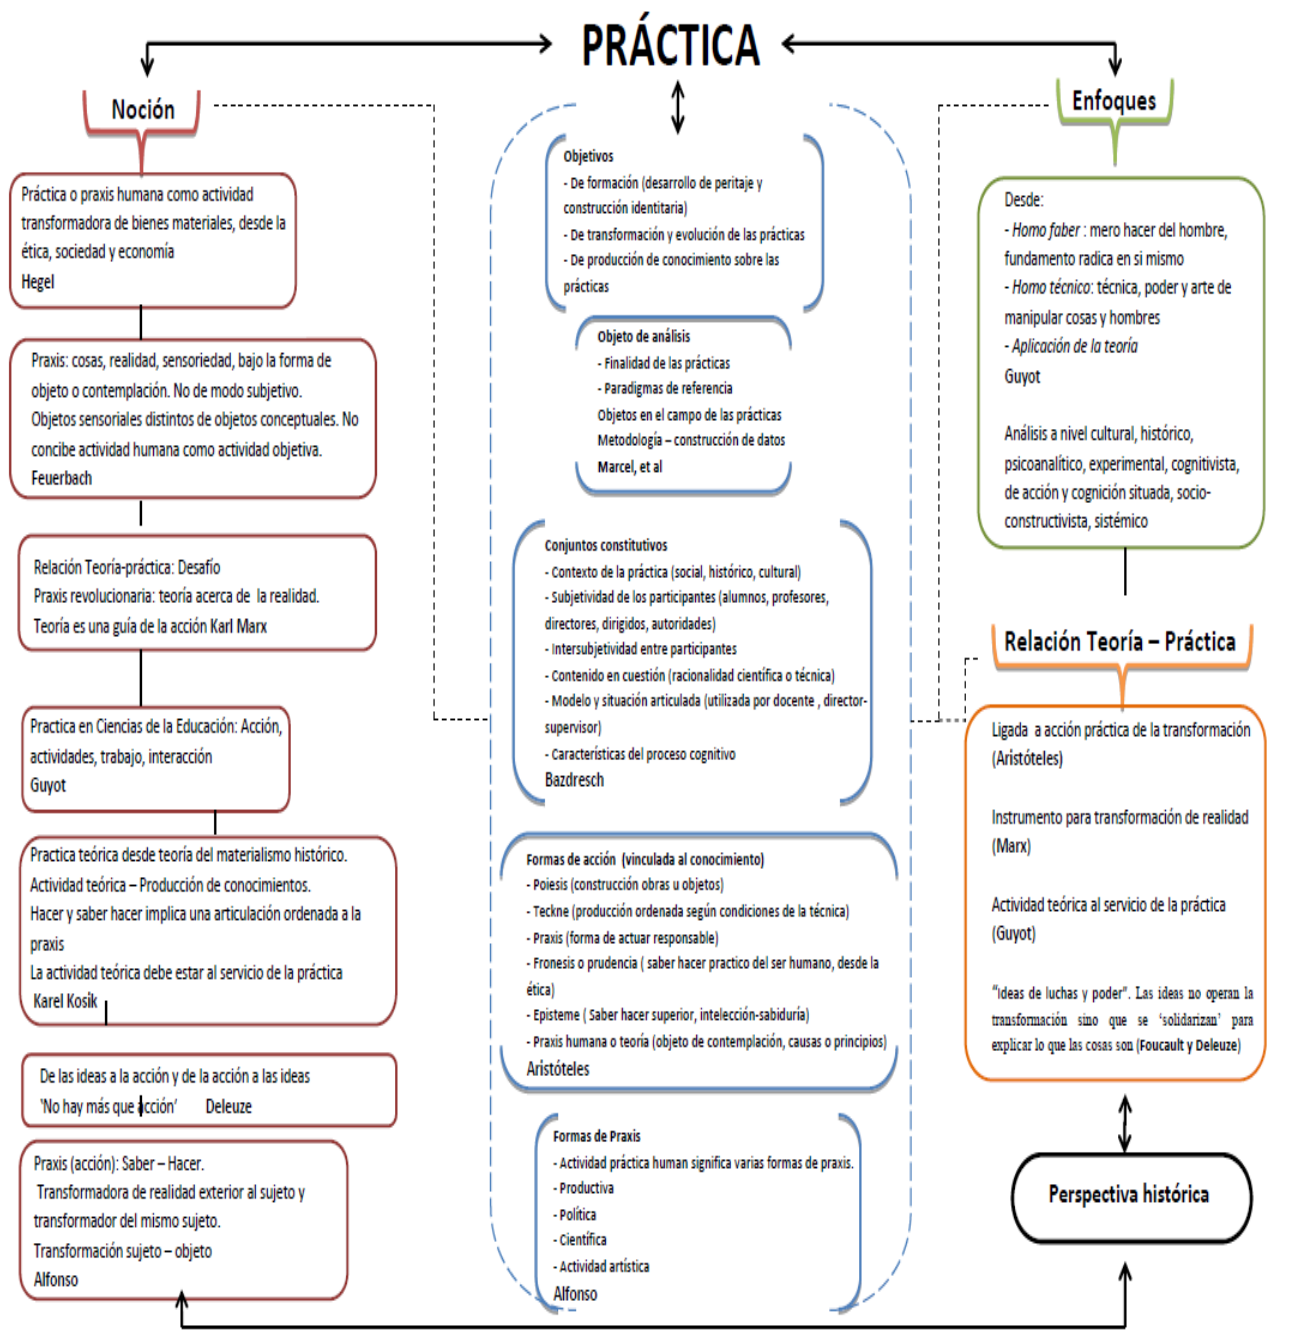 PRÁCTICA
Noción
Práctica o praxis humana como actividad
transformadora de bienes materiales, desde la
ética, sociedad y economía
Hegel
Praxis: cosas, realidad, sensoriedad, bajo la forma de
objeto o contemplación. No de modo subjetivo.
Objetos sensoriales distintos de objetos conceptuales. No
concibe actividad humana como actividad objetiva.
Feuerbach
Relación Teoría-práctica: Desafío
Praxis revolucionaria: teoría acerca de la realidad.
Teoría es una guía de la acción Karl Marx
Practica en Ciencias de la Educación: Acción,
actividades, trabajo, interacción
Guyot
Practica teórica desde teoría del materialismo histórico.
Actividad teórica – Producción de conocimientos.
Hacer y saber hacer implica una articulación ordenada a la
praxis
La actividad teórica debe estar al servicio de la práctica
Karel Kosik
De las ideas a la acción y de la acción a las ideas
'No hay más que acción' Deleuze
Praxis (acción): Saber – Hacer.
Transformadora de realidad exterior al sujeto y
transformador del mismo sujeto.
Transformación sujeto – objeto
Alfonso
Objetivos
- De formación (desarrollo de peritaje y
construcción identitaria)
- De transformación y evolución de las prácticas
- De producción de conocimiento sobre las
prácticas
Objeto de análisis
- Finalidad de las prácticas
- Paradigmas de referencia
Objetos en el campo de las prácticas
Metodología – construcción de datos
Marcel, et al
Conjuntos constitutivos
- Contexto de la práctica (social, histórico, cultural)
- Subjetividad de los participantes (alumnos, profesores,
directores, dirigidos, autoridades)
- Intersubjetividad entre participantes
- Contenido en cuestión (racionalidad científica o técnica)
- Modelo y situación articulada (utilizada por docente , director-
supervisor)
- Características del proceso cognitivo
Bazdresch
Formas de acción (vinculada al conocimiento)
- Poiesis (construcción obras u objetos)
- Teckne (producción ordenada según condiciones de la técnica)
- Praxis (forma de actuar responsable)
- Fronesis o prudencia ( saber hacer practico del ser humano, desde la
ética)
- Episteme ( Saber hacer superior, intelección-sabiduría)
- Praxis humana o teoría (objeto de contemplación, causas o principios)
Aristóteles
Formas de Praxis
- Actividad práctica human significa varias formas de praxis.
- Productiva
- Política
- Científica
- Actividad artística
Alfonso
Enfoques
Desde:
- Homo faber : mero hacer del hombre,
fundamento radica en si mismo
- Homo técnico: técnica, poder y arte de
manipular cosas y hombres
- Aplicación de la teoría
Guyot
Análisis a nivel cultural, histórico,
psicoanalítico, experimental, cognitivista,
de acción y cognición situada, socio-
constructivista, sistémico
Relación Teoría – Práctica
Ligada a acción práctica de la transformación
(Aristóteles)
Instrumento para transformación de realidad
(Marx)
Actividad teórica al servicio de la práctica
(Guyot)
"Ideas de luchas y poder". Las ideas no operan la
transformación sino que se 'solidarizan' para
explicar lo que las cosas son (Foucault y Deleuze)
Perspectiva histórica